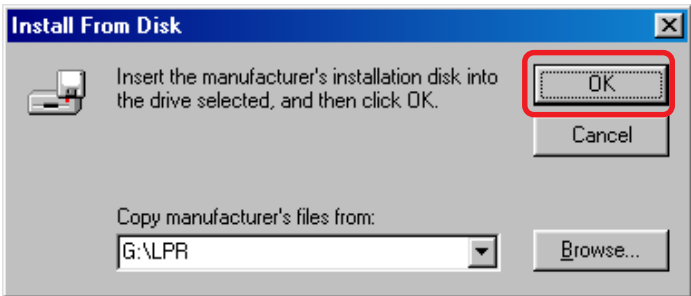 Install From Disk
Insert the manufacturer's installation disk into
the drive selected, and then click OK.
OK
Cancel
Copy manufacturer's files from:
G:\LPR
Browse...